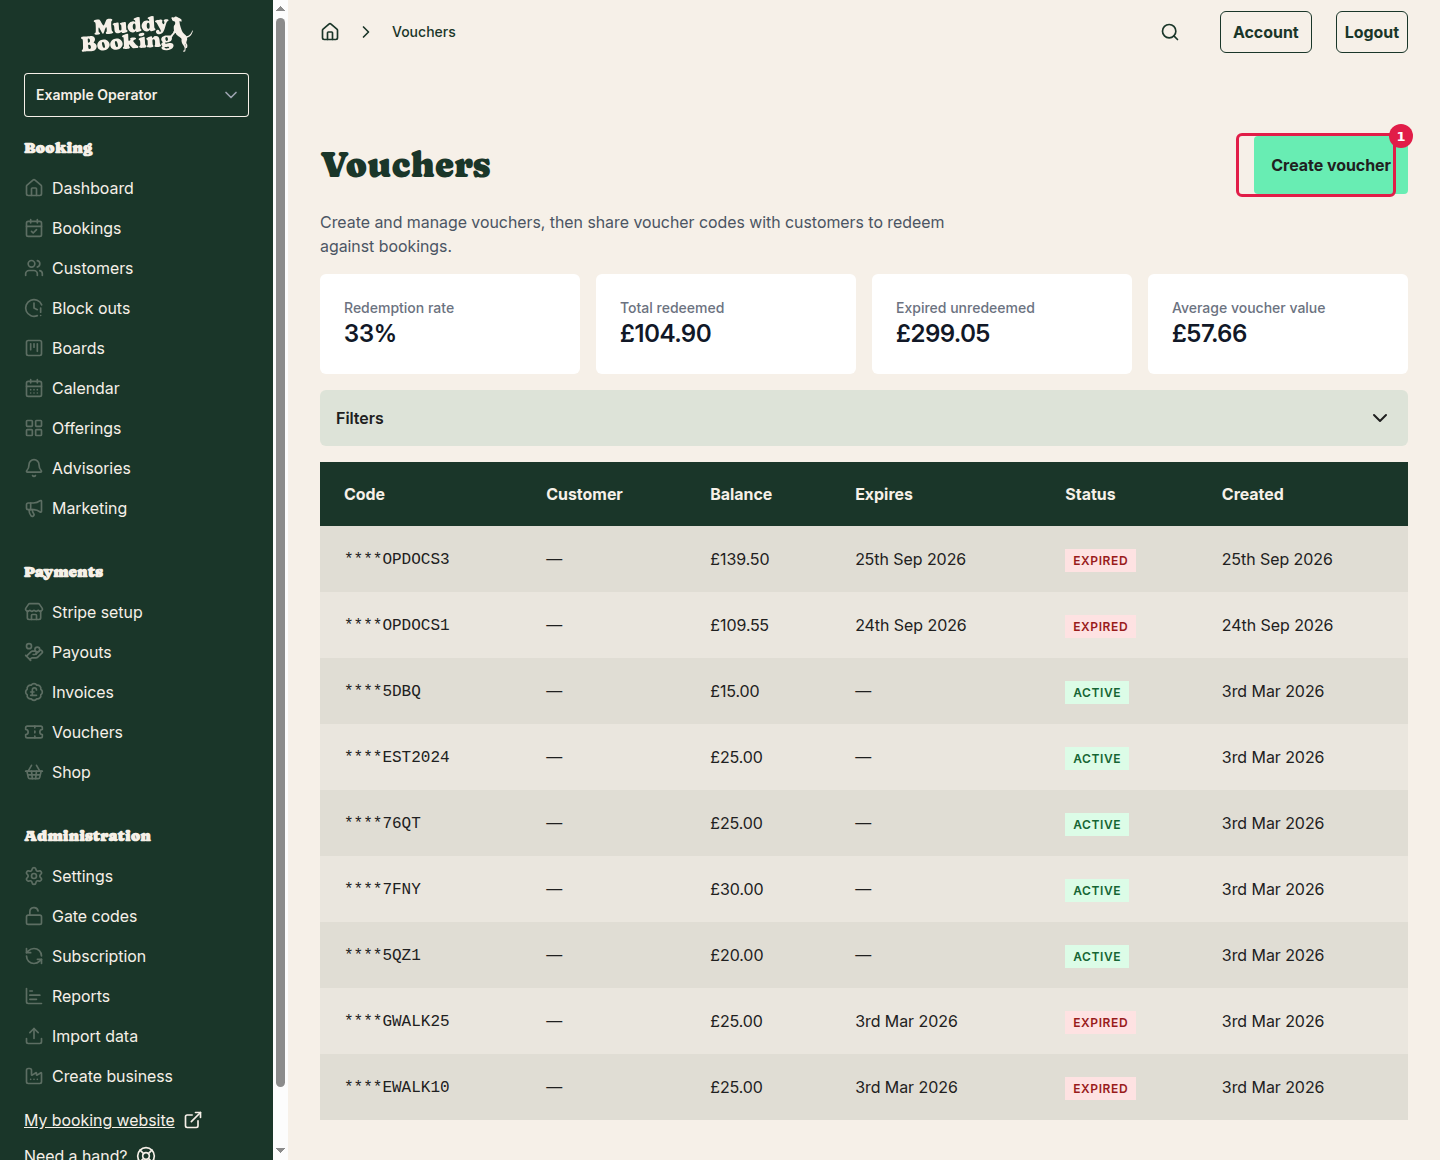 Muddy
Booking
Example Operator
Booking
Dashboard
Bookings
Customers
Block outs
Boards
Calendar
Offerings
Advisories
Marketing
Payments
Stripe setup
Payouts
Invoices
Vouchers
Shop
Administration
Settings
Gate codes
Subscription
Reports
Import data
Create business
My booking website
Need a hand?
Vouchers
Account
Logout
Vouchers
1
Create voucher
Create and manage vouchers, then share voucher codes with customers to redeem
against bookings.
Redemption rate
33%
Total redeemed
£104.90
Expired unredeemed
£299.05
Average voucher value
£57.66
Filters
Code Customer Balance Expires Status Created
****OPDOCS3 — £139.50 25th Sep 2026 EXPIRED 25th Sep 2026
****OPDOCS1 — £109.55 24th Sep 2026 EXPIRED 24th Sep 2026
****5DBQ — £15.00 — ACTIVE 3rd Mar 2026
****EST2024 — £25.00 — ACTIVE 3rd Mar 2026
****76QT — £25.00 — ACTIVE 3rd Mar 2026
****7FNY — £30.00 — ACTIVE 3rd Mar 2026
****5QZ1 — £20.00 — ACTIVE 3rd Mar 2026
****GWALK25 — £25.00 3rd Mar 2026 EXPIRED 3rd Mar 2026
****EWALK10 — £25.00 3rd Mar 2026 EXPIRED 3rd Mar 2026